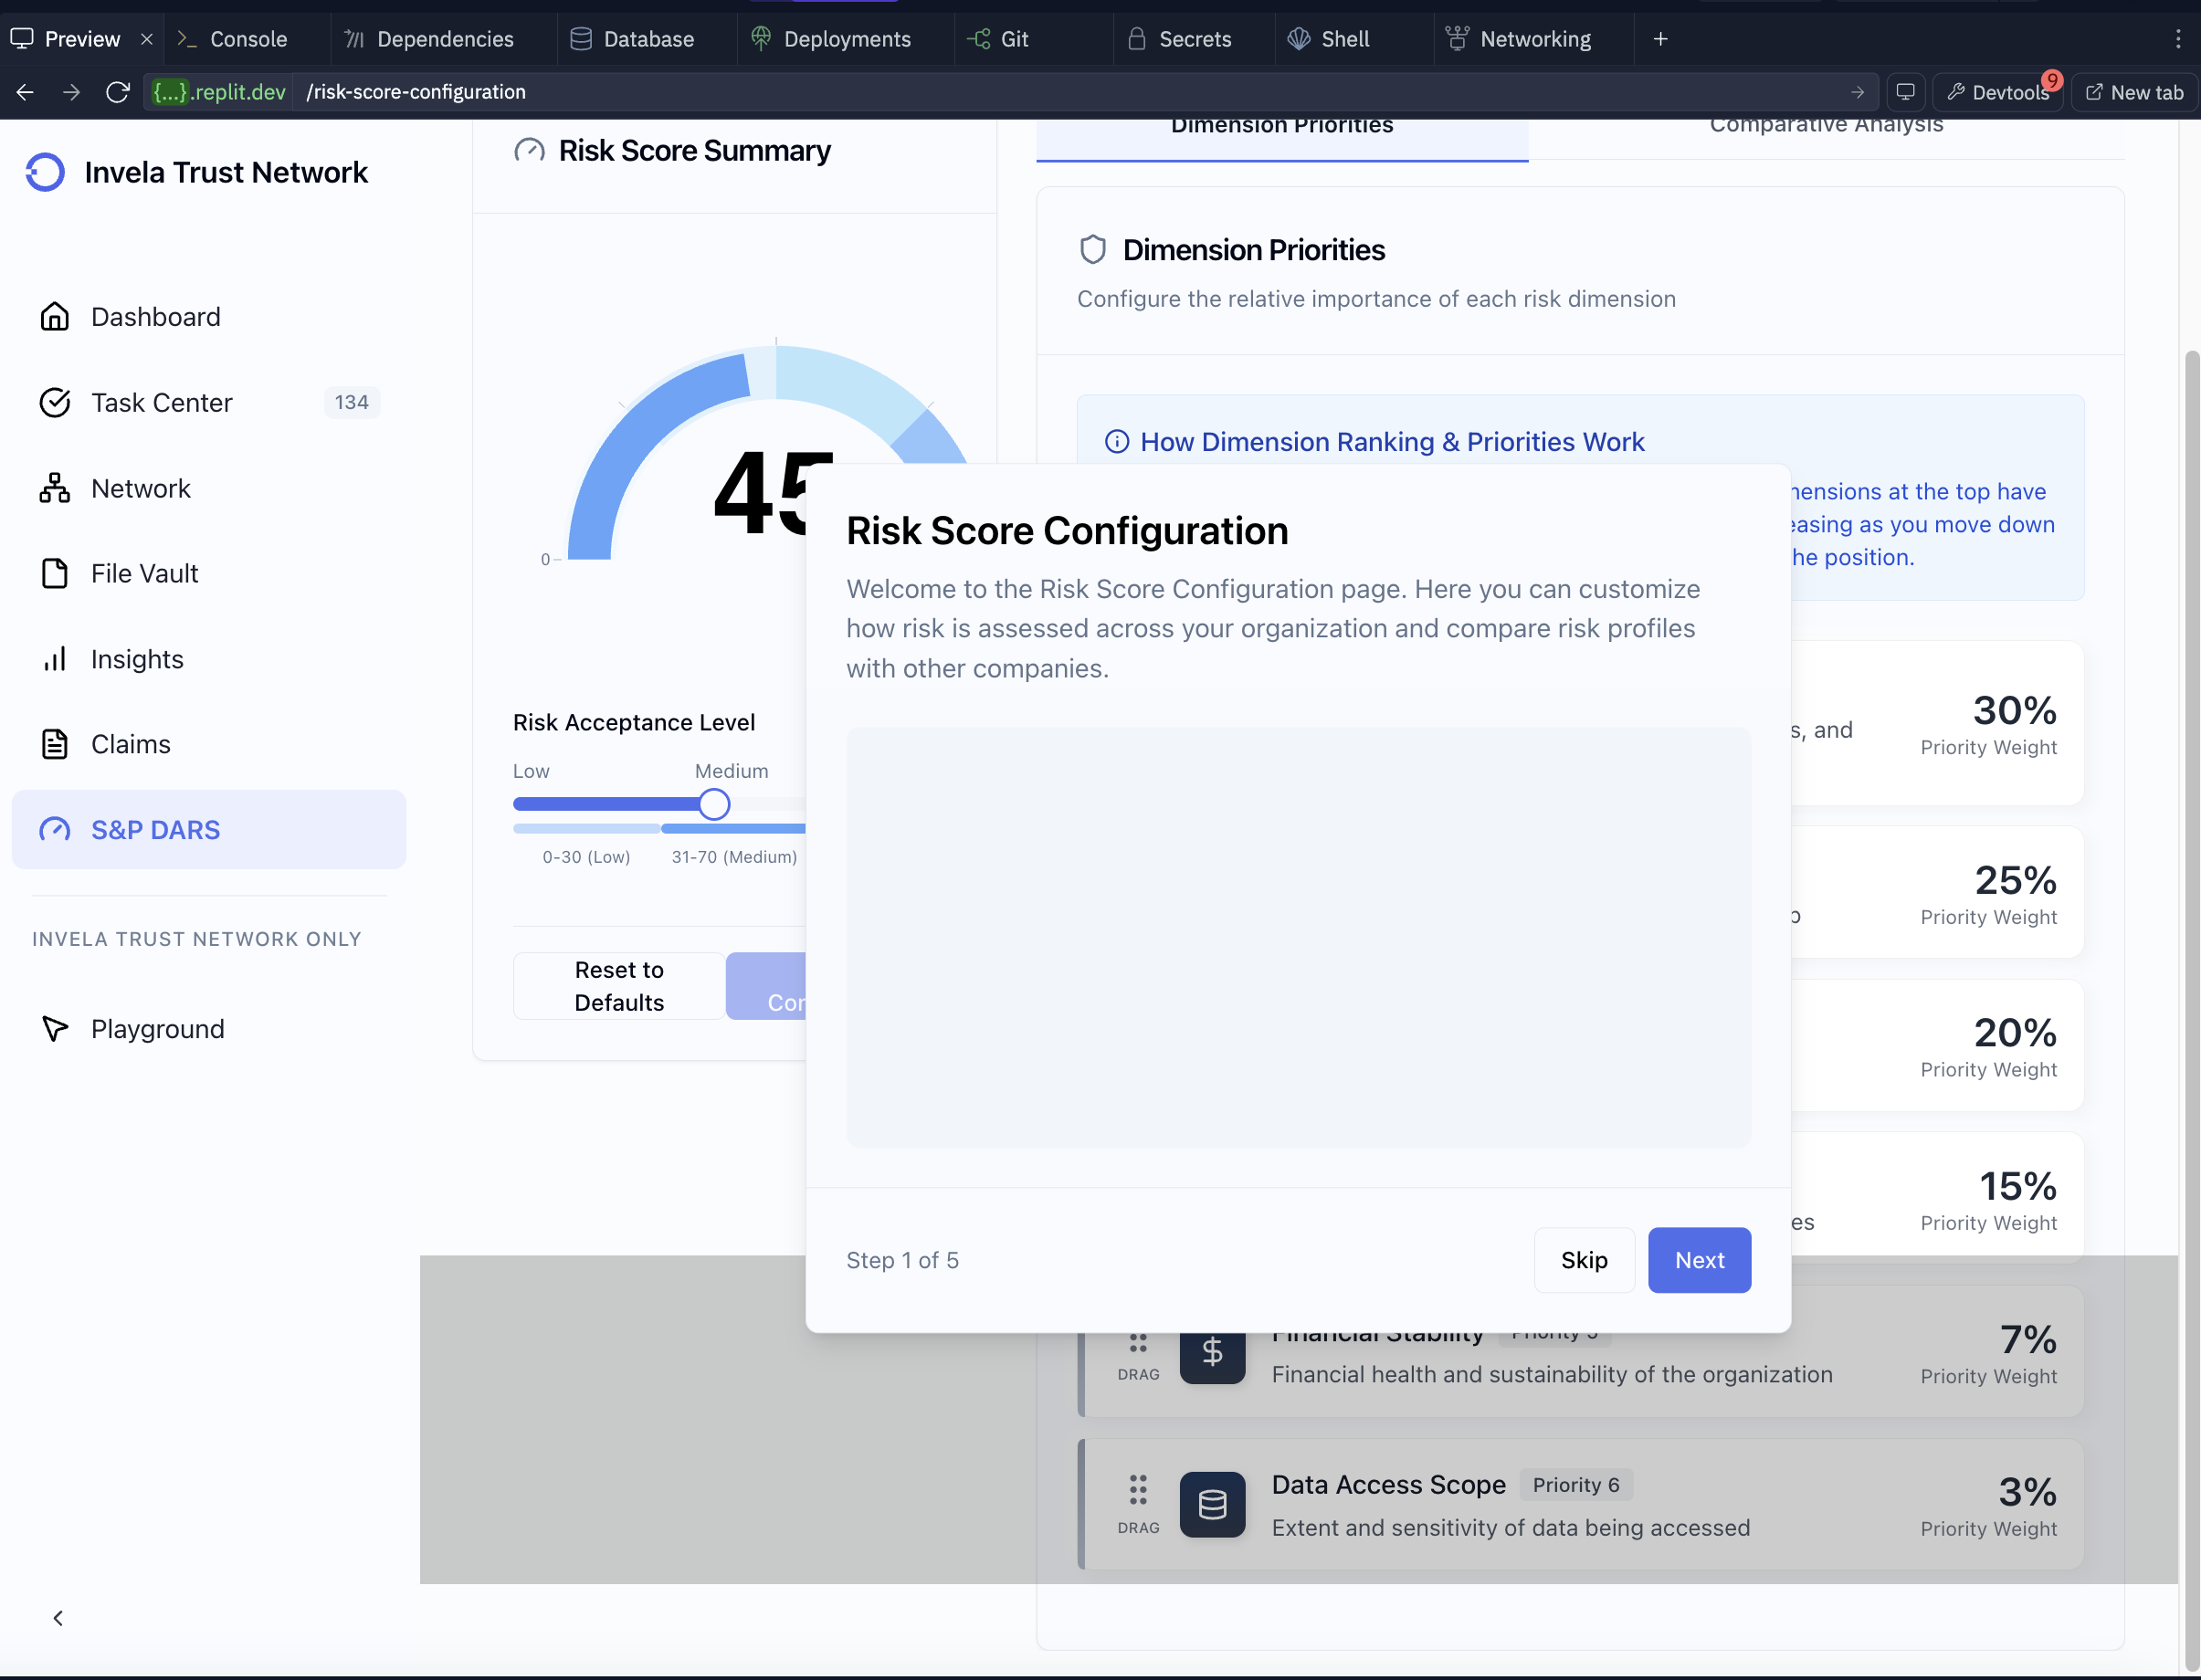 Preview
Console
Dependencies
Database
Deployments
Git
Secrets
Shell
Networking
{...}.replit.dev
/risk-score-configuration
Devtools
9
New tab
Invela Trust Network
Dashboard
Task Center
134
Network
File Vault
Insights
Claims
S&P DARS
INVELA TRUST NETWORK ONLY
Playground
Risk Score Summary
45
0
Risk Acceptance Level
Low
Medium
0-30 (Low)
31-70 (Medium)
Reset to
Defaults
Dimension Priorities
Comparative Analysis
Dimension Priorities
Configure the relative importance of each risk dimension
How Dimension Ranking & Priorities Work
at the top have
as you move down
position.
Risk Score Configuration
Welcome to the Risk Score Configuration page. Here you can customize
how risk is assessed across your organization and compare risk profiles
with other companies.
Step 1 of 5
Skip
Next
and
30%
Priority Weight
25%
Priority Weight
20%
Priority Weight
15%
Priority Weight
Financial Stability
Priority 5
DRAG
Financial health and sustainability of the organization
7%
Priority Weight
Data Access Scope
Priority 6
DRAG
Extent and sensitivity of data being accessed
3%
Priority Weight